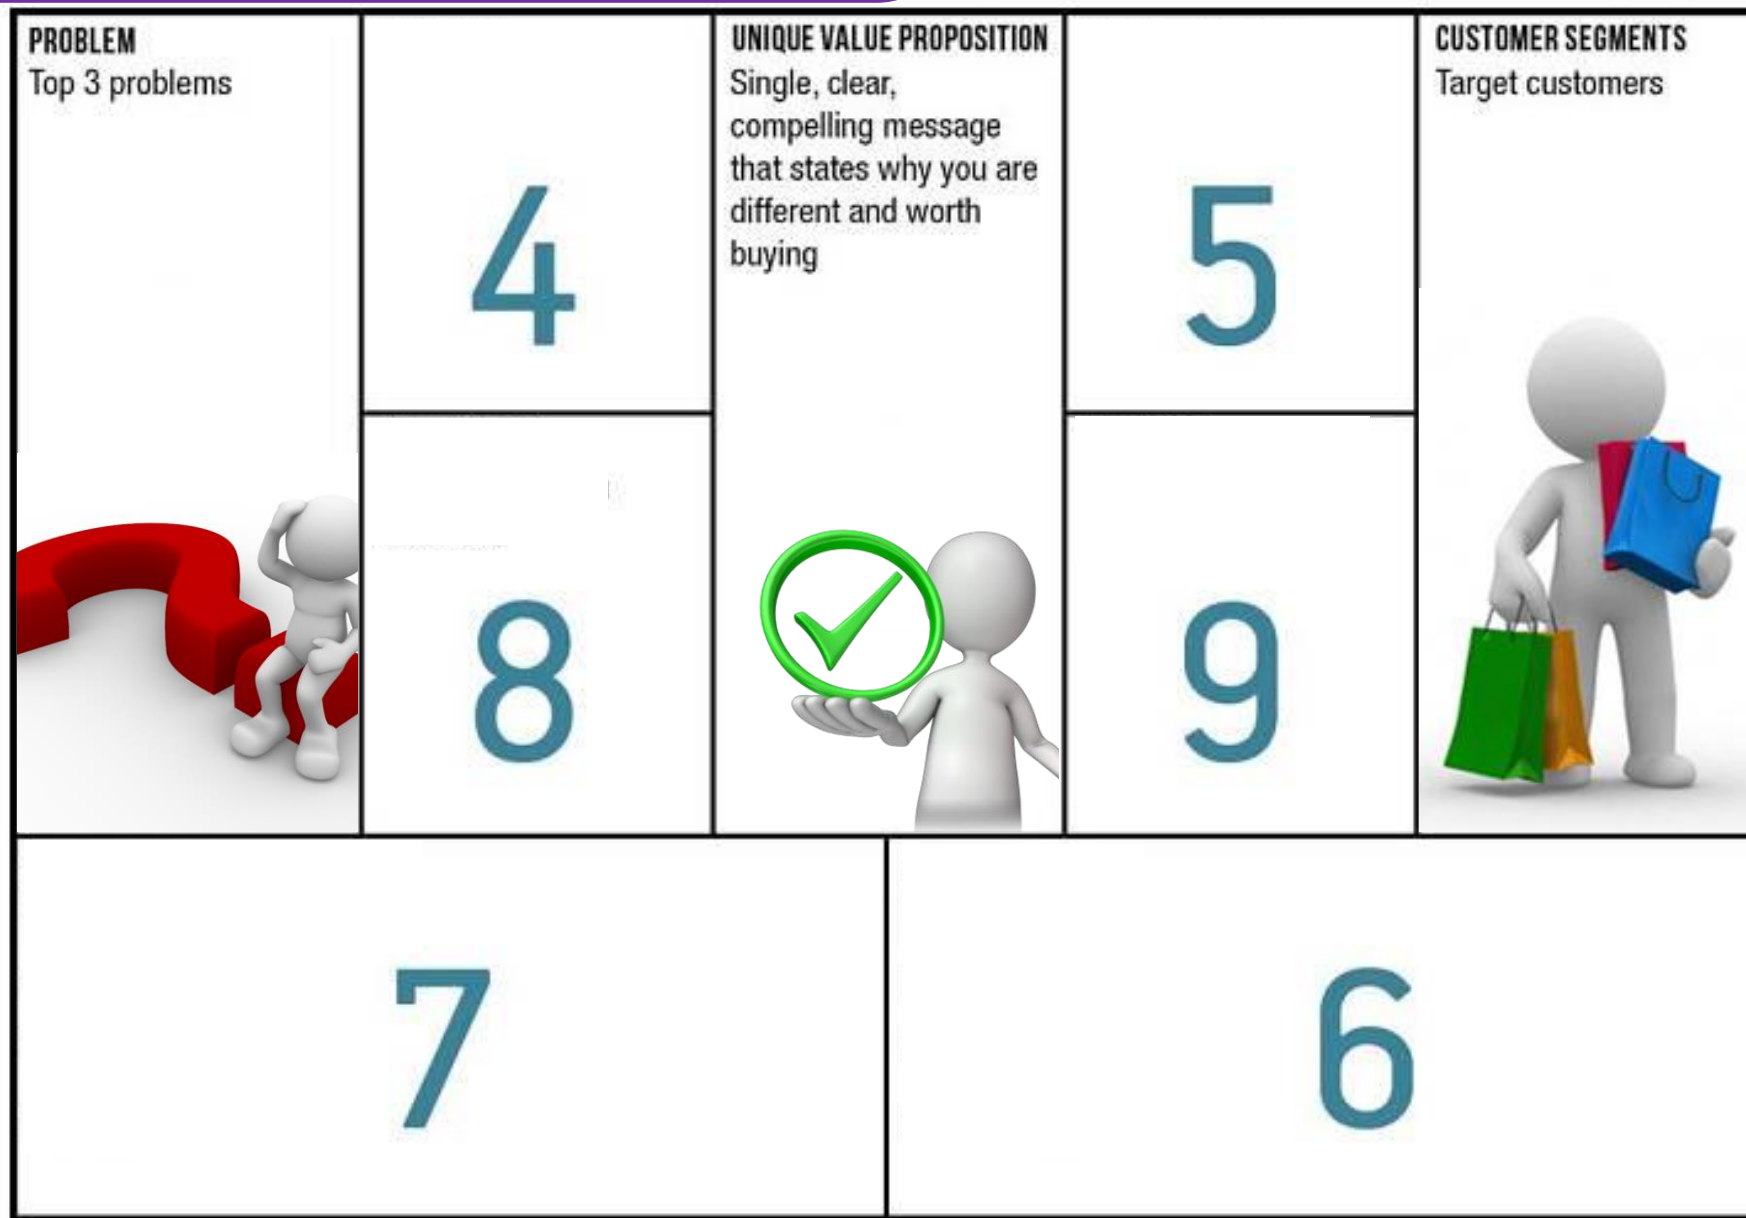 PROBLEM
Top 3 problems
4
8
UNIQUE VALUE PROPOSITION
Single, clear,
compelling message
that states why you are
different and worth
buying
5
9
CUSTOMER SEGMENTS
Target customers
7
6